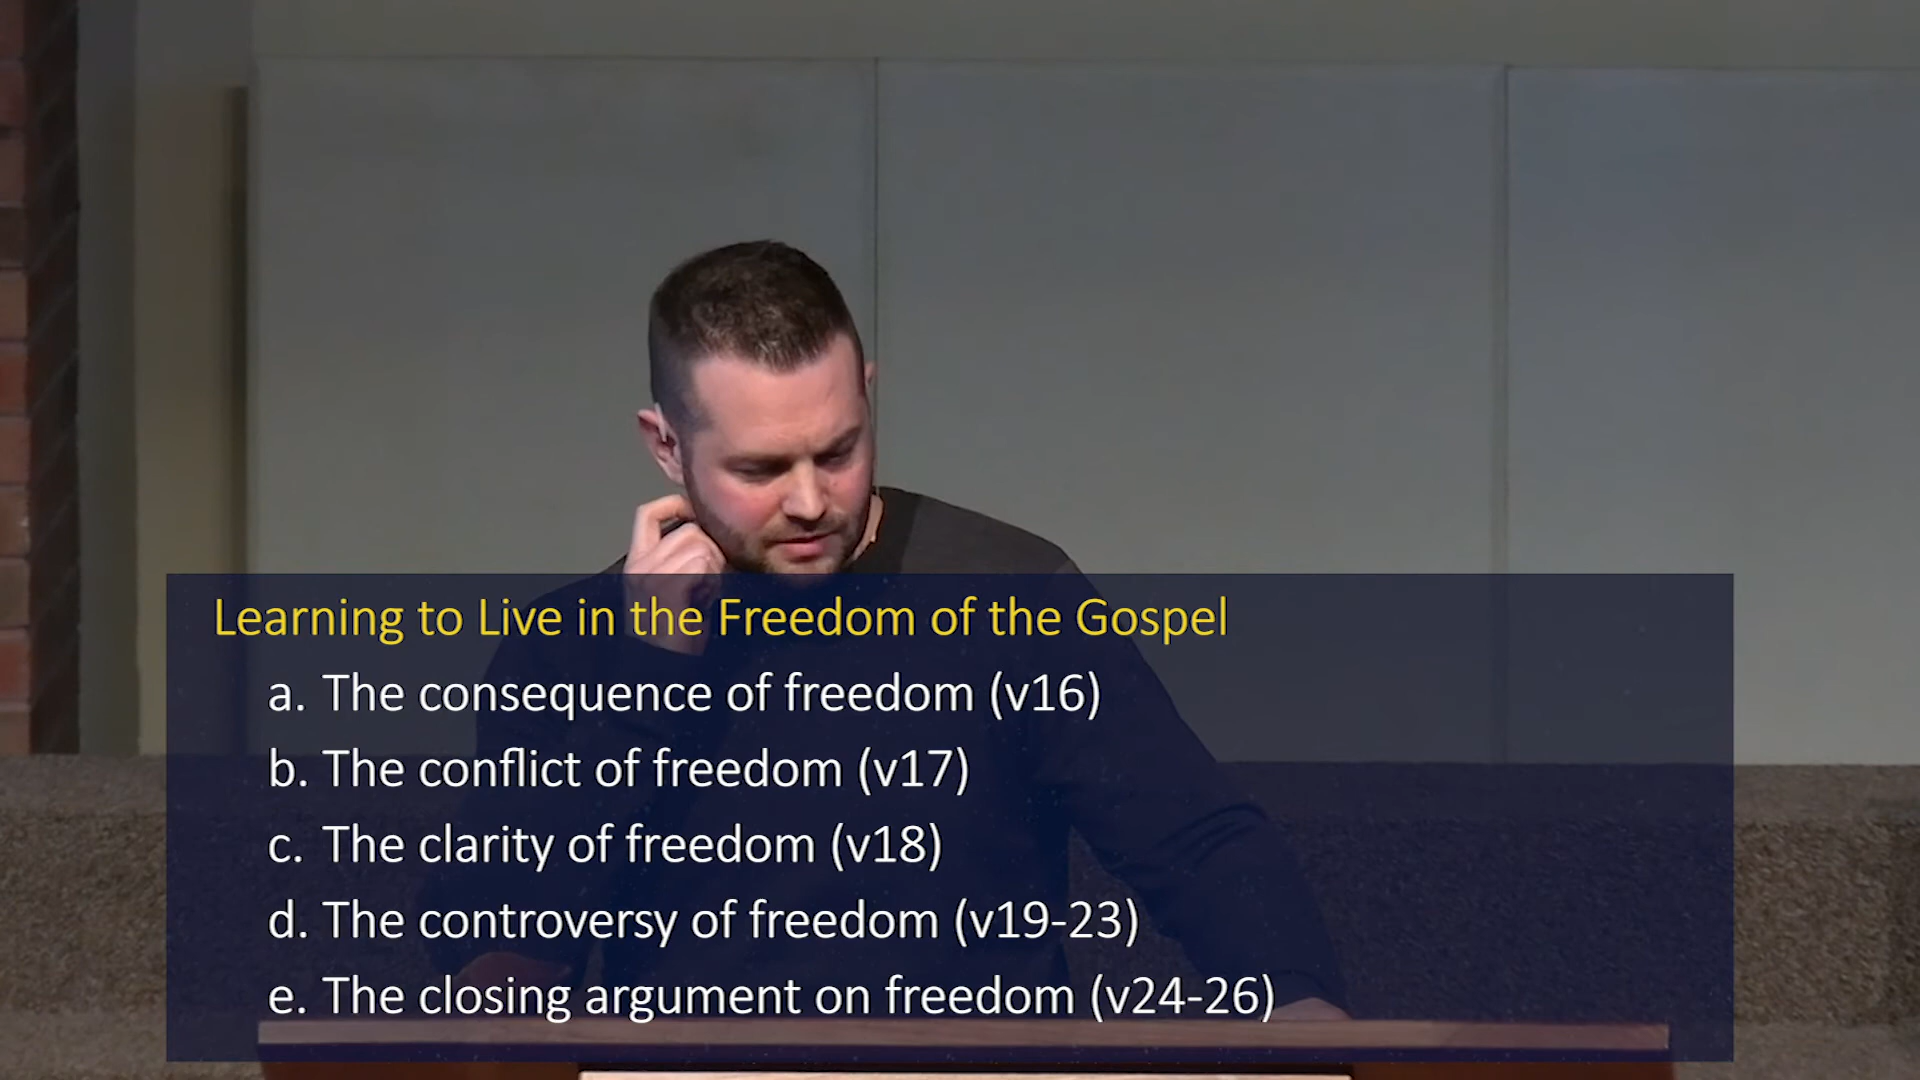 Learning to Live in the Freedom of the Gospel
a. The consequence of freedom (v16)
b. The conflict of freedom (v17)
c. The clarity of freedom (v18)
d. The controversy of freedom (v19-23)
e. The closing argument on freedom (v24-26)